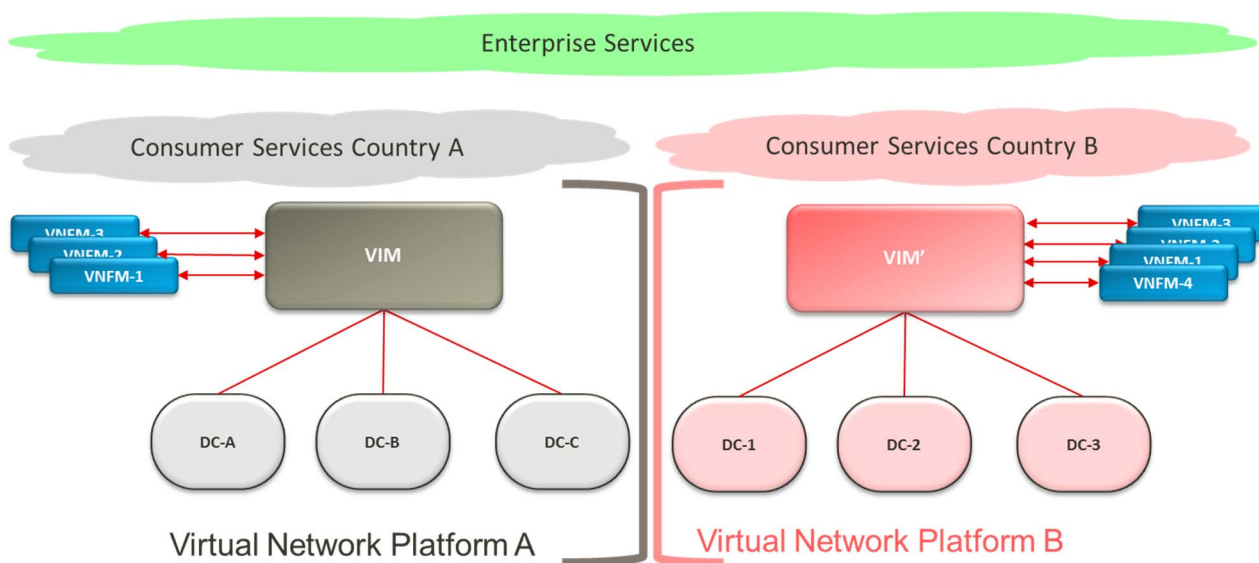 Enterprise Services
Consumer Services Country A
Consumer Services Country B
VNFM-3
VNFM-2
VNFM-1
VIM
VIM’
VNFM-3
VNFM-1
VNFM-4
DC-A
DC-B
DC-C
DC-1
DC-2
DC-3
Virtual Network Platform A
Virtual Network Platform B